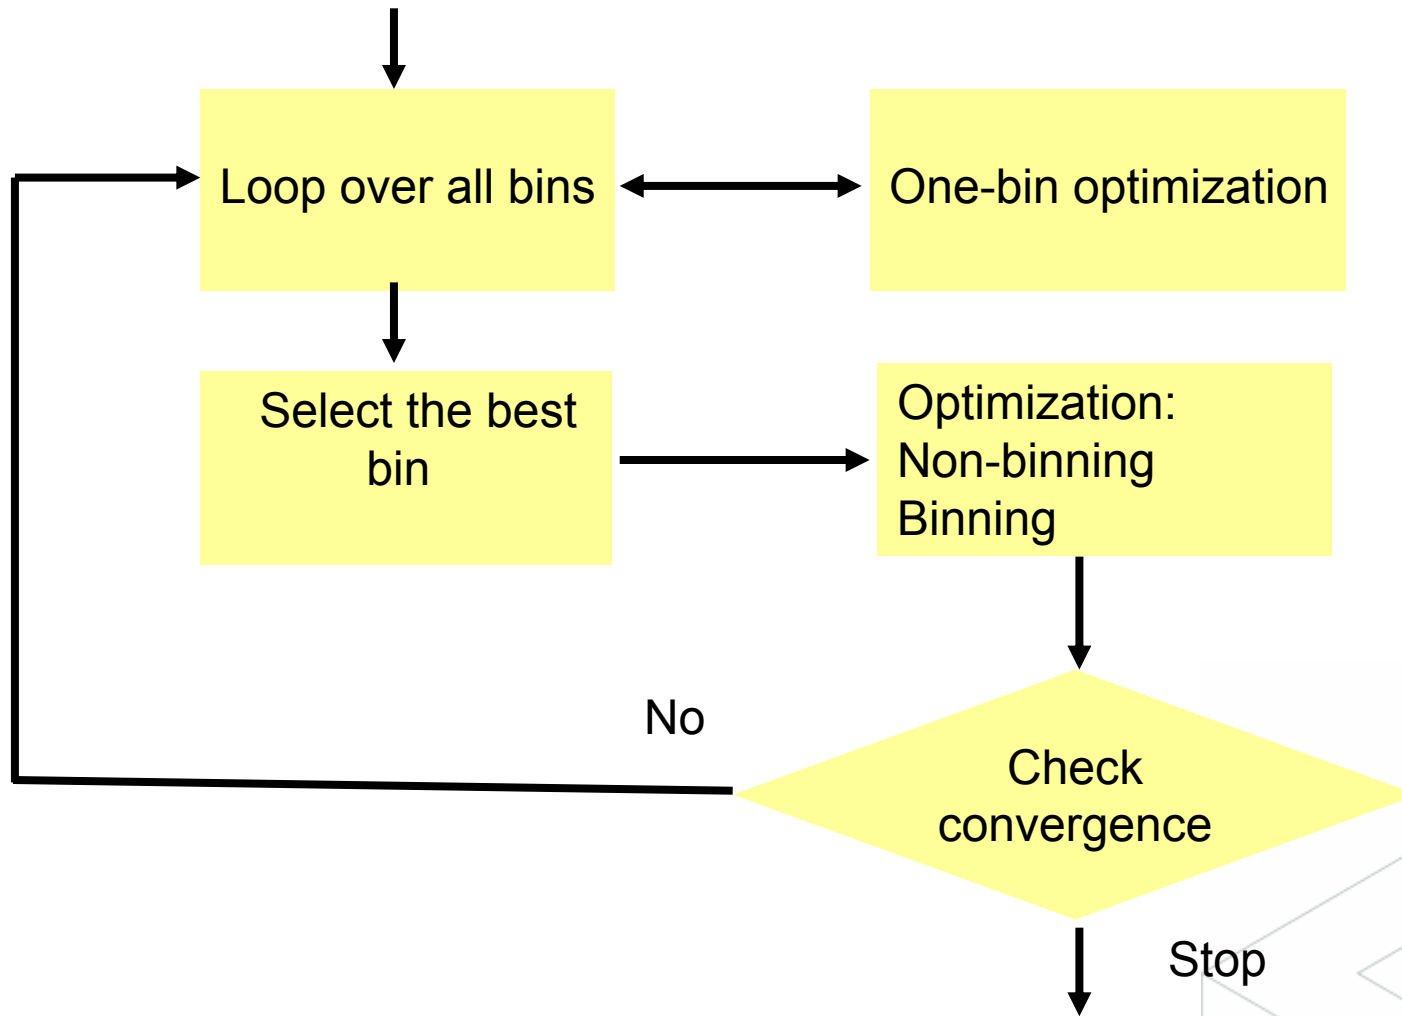 Loop over all bins
One-bin optimization
Select the best
bin
Optimization:
Non-binning
Binning
No
Check
convergence
Stop